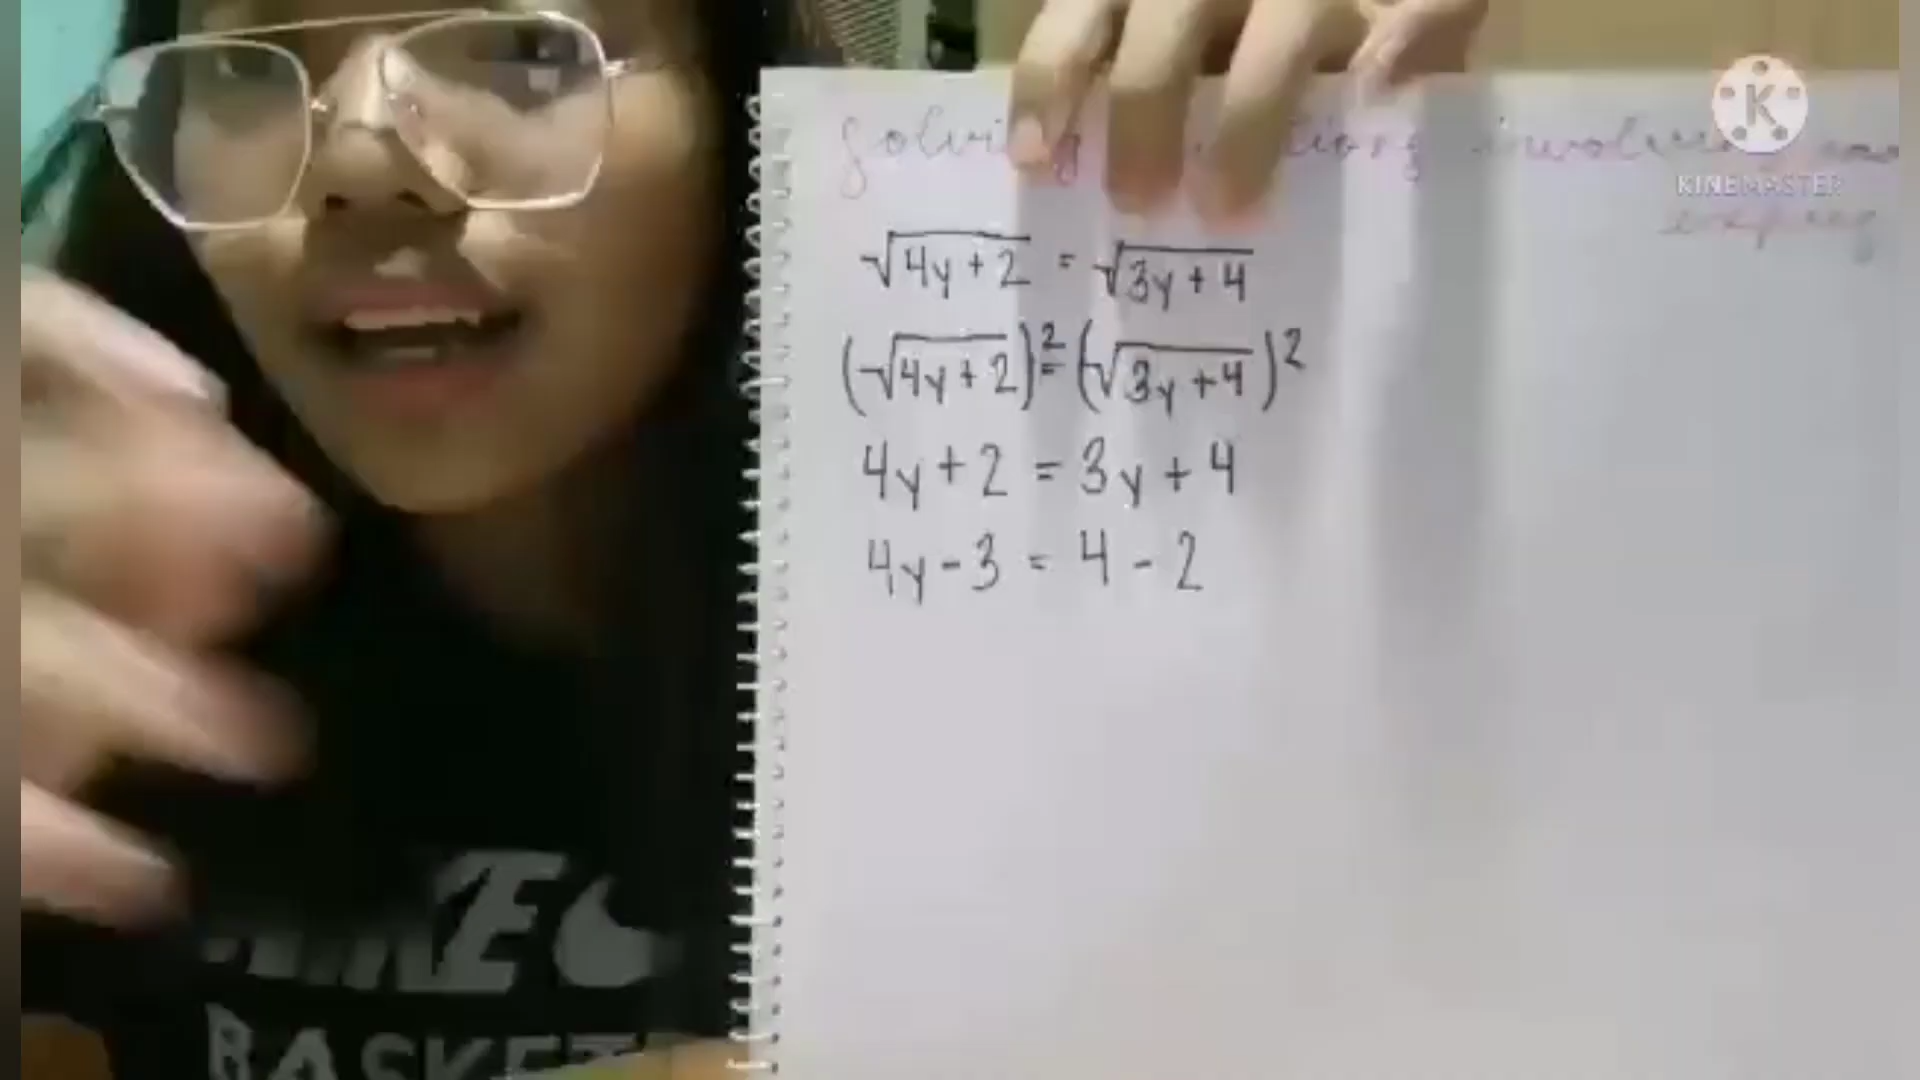 Solving
√4y+2 = √3y+4
(√4y+2)² = (√3y+4)²
4y+2 = 3y+4
4y-3 = 4-2
KINEMASTER
BASKET